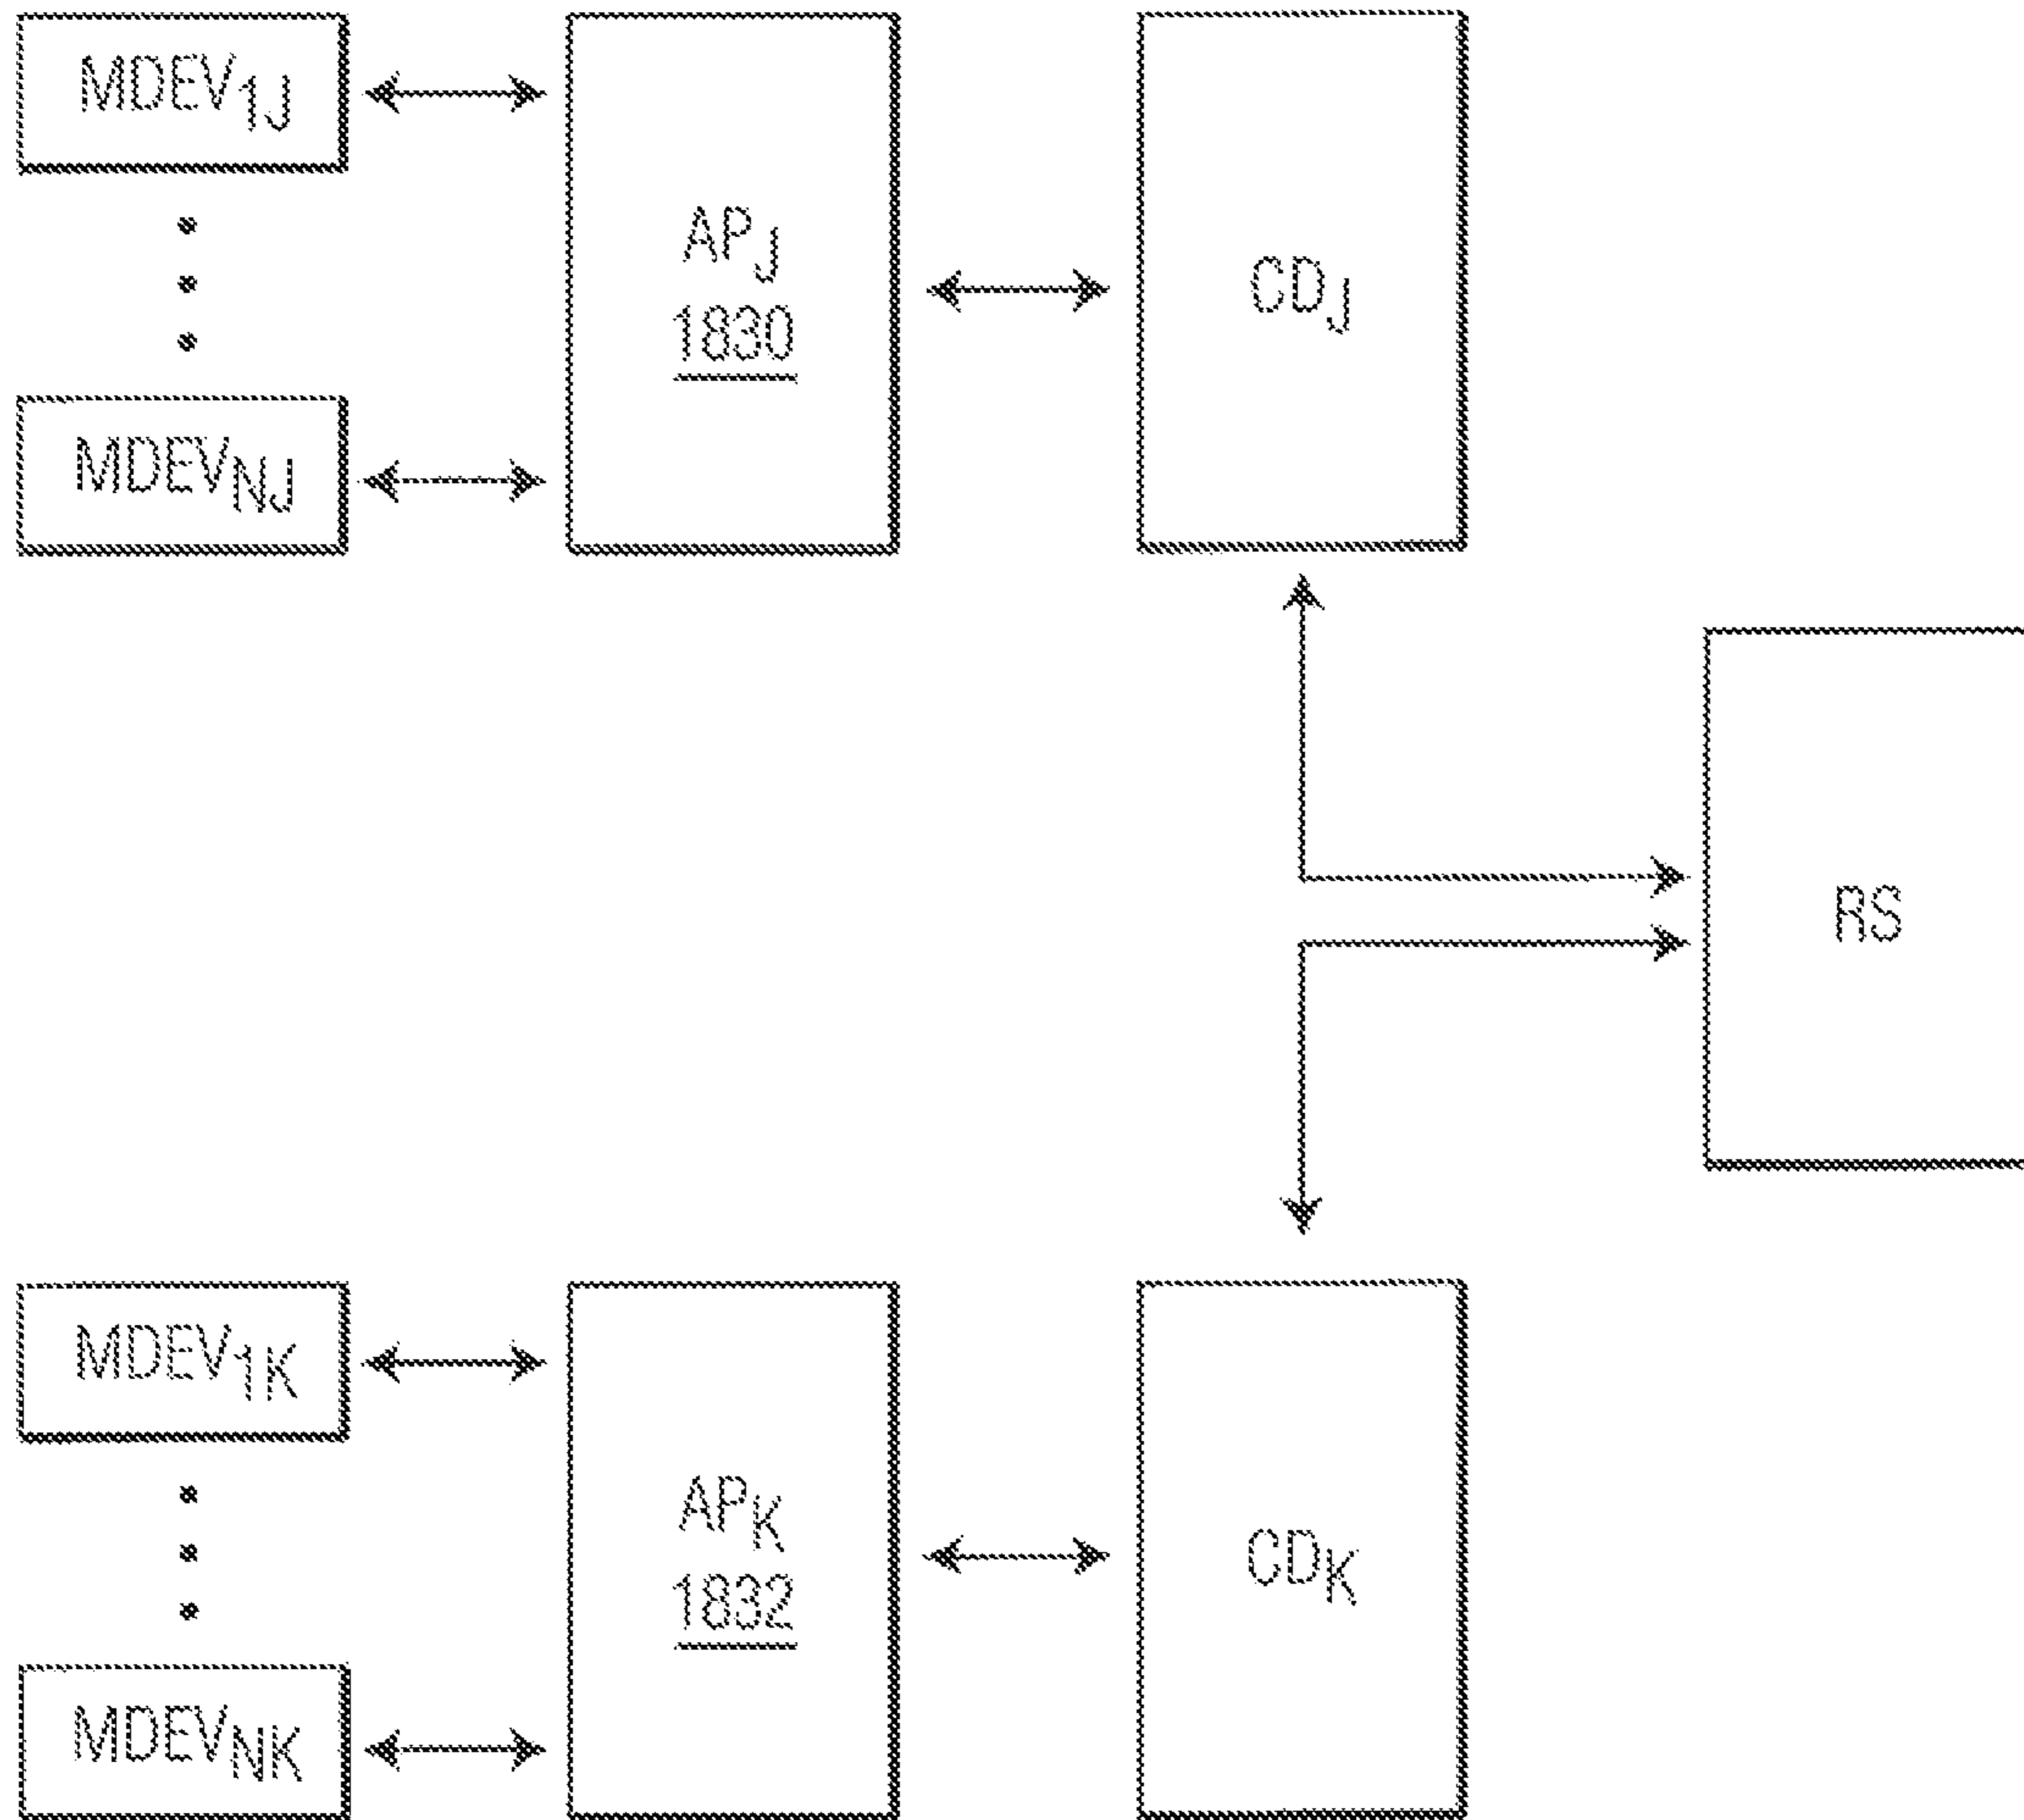 MDEV1J
APJ
1830
CDJ
MDEVNJ
RS
MDEV1K
APK
1832
CDK
MDEVNK